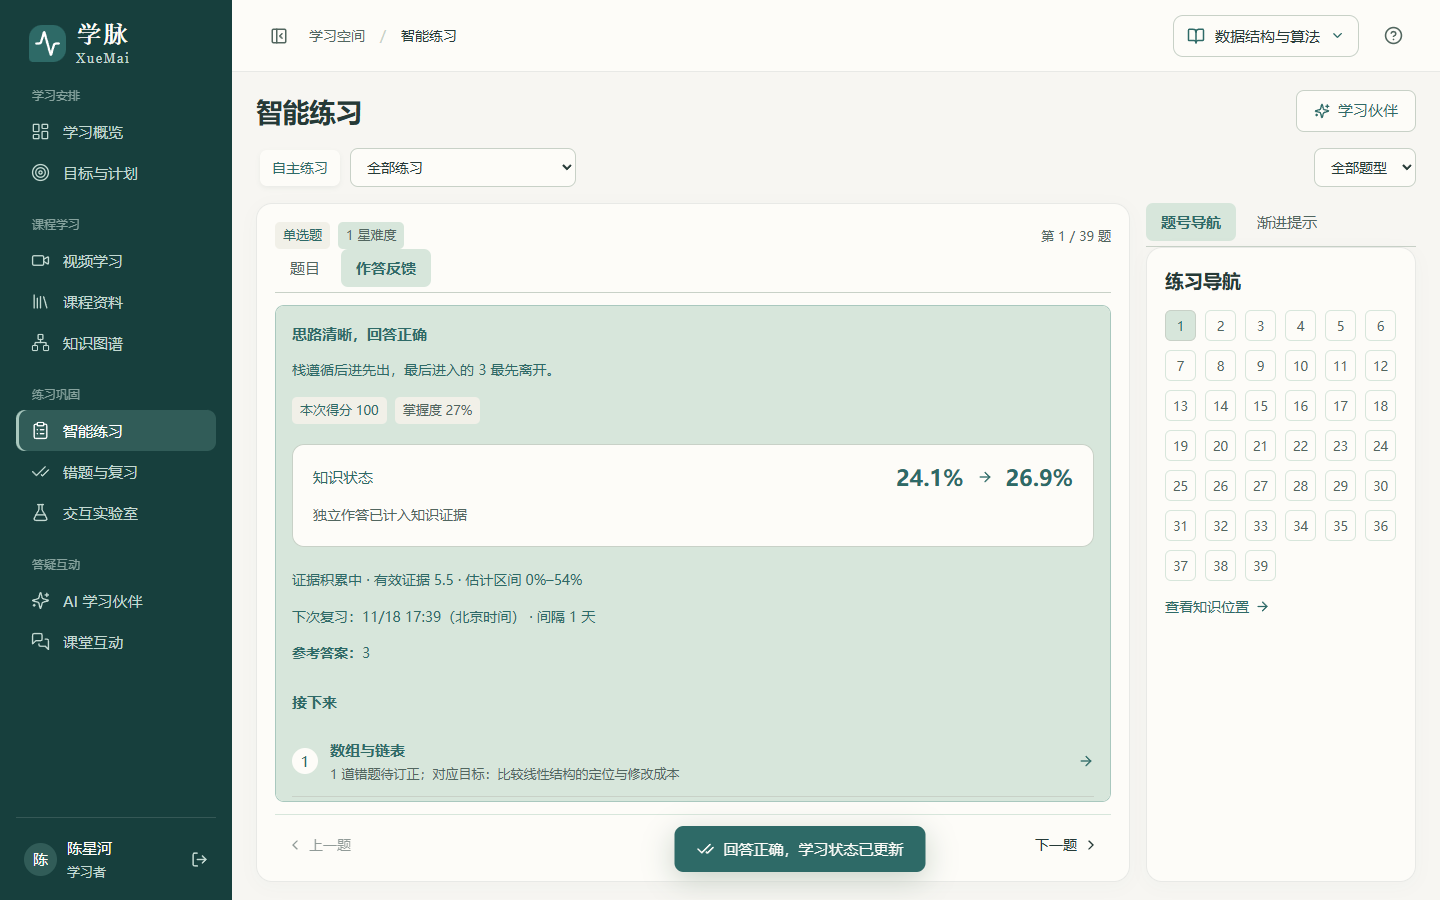 学脉
XueMai
学习安排
学习概览
目标与计划
课程学习
视频学习
课程资料
知识图谱
练习巩固
智能练习
错题与复习
交互实验室
答疑互动
AI 学习伙伴
课堂互动
陈
陈星河
学习者
学习空间 / 智能练习
数据结构与算法
智能练习
学习伙伴
自主练习
全部练习
全部题型
单选题
1 星难度
第 1 / 39 题
题目
作答反馈
思路清晰，回答正确
栈遵循后进先出，最后进入的 3 最先离开。
本次得分 100
掌握度 27%
知识状态
24.1% → 26.9%
独立作答已计入知识证据
证据积累中 · 有效证据 5.5 · 估计区间 0%–54%
下次复习：11/18 17:39（北京时间） · 间隔 1 天
参考答案：3
接下来
1
数组与链表
1 道错题待订正；对应目标：比较线性结构的定位与修改成本
上一题
回答正确，学习状态已更新
下一题
题号导航
渐进提示
练习导航
1 2 3 4 5 6
7 8 9 10 11 12
13 14 15 16 17 18
19 20 21 22 23 24
25 26 27 28 29 30
31 32 33 34 35 36
37 38 39
查看知识位置 →